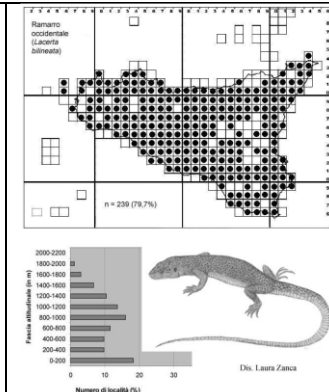 Ramarro
occidentale
(Lacerta
bilineata)
n = 239 (79,7%)
Fascia altitudinale (in m)
2000-2200
1800-2000
1600-1800
1400-1600
1200-1400
1000-1200
800-1000
600-800
400-600
200-400
0-200
0
10
20
30
Numero di località (%)
Dis. Laura Zanca